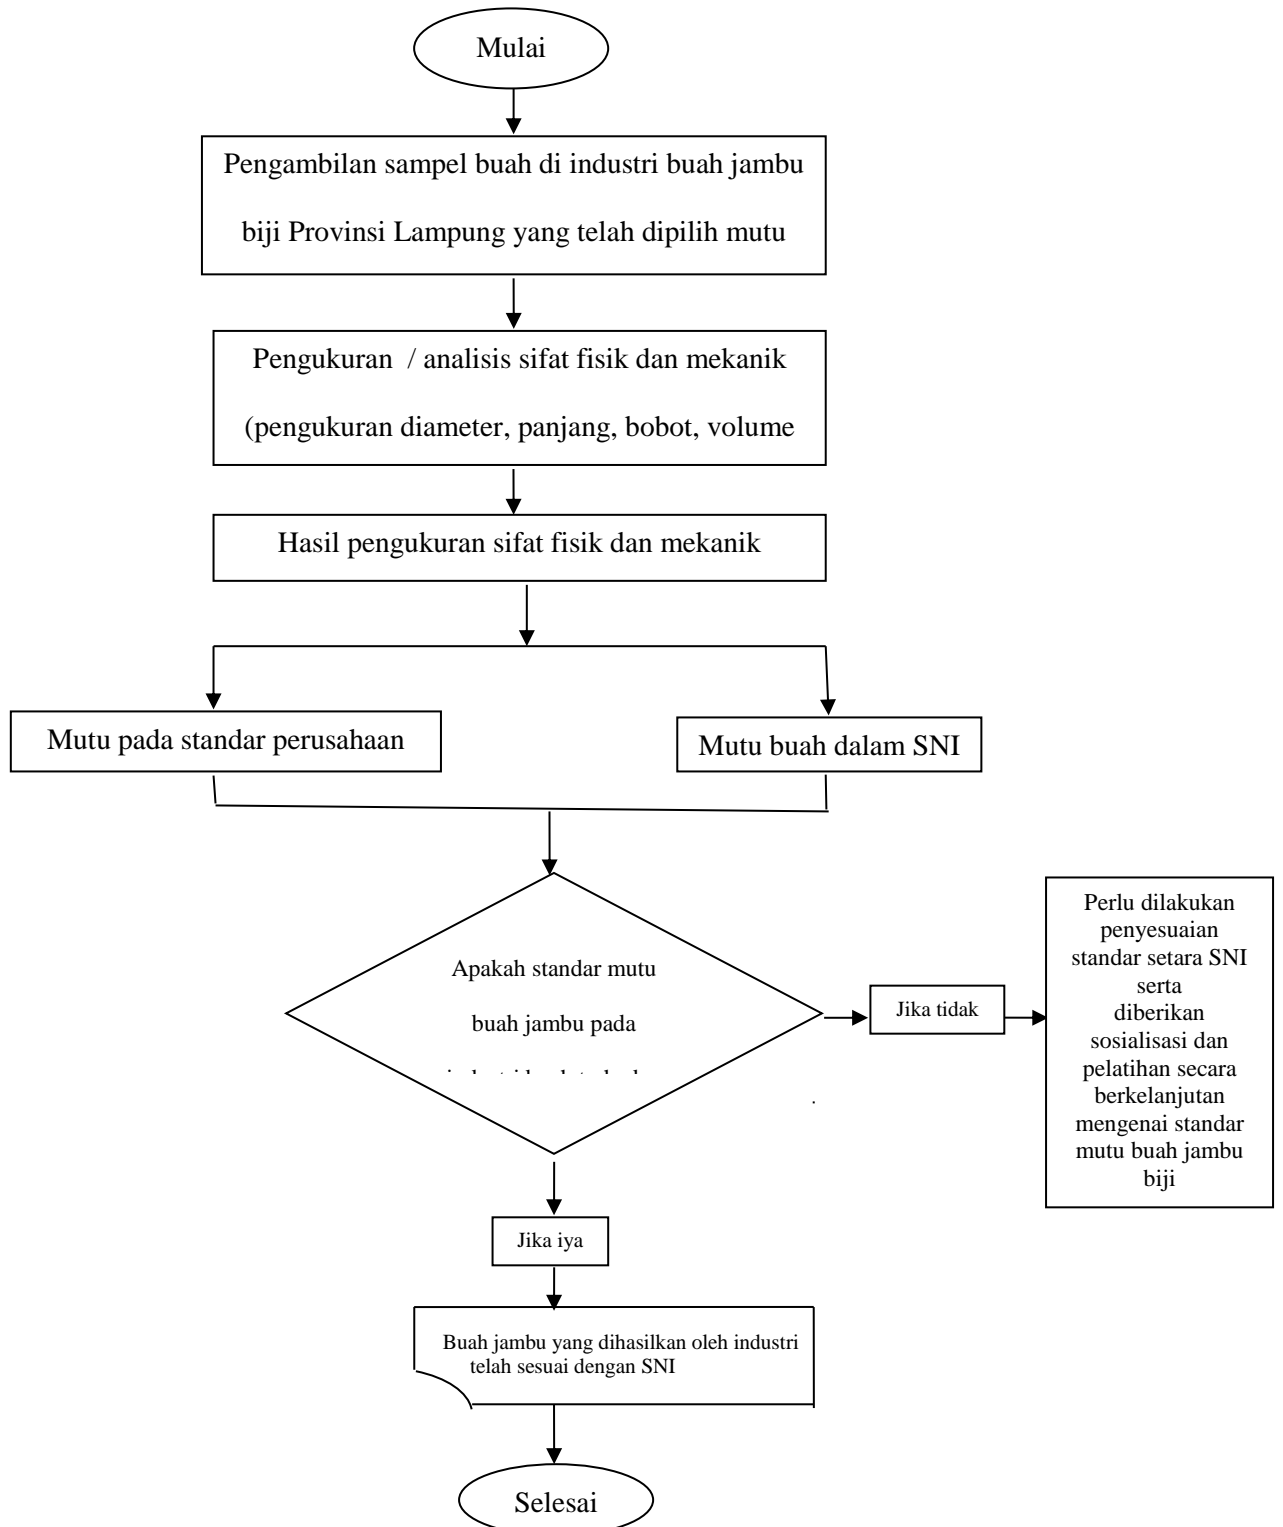 Mulai
Pengambilan sampel buah di industri buah jambu
biji Provinsi Lampung yang telah dipilih mutu
Pengukuran / analisis sifat fisik dan mekanik
(pengukuran diameter, panjang, bobot, volume
Hasil pengukuran sifat fisik dan mekanik
Mutu pada standar perusahaan
Mutu buah dalam SNI
Apakah standar mutu
buah jambu pada
Jika tidak
Perlu dilakukan
penyesuaian
standar setara SNI
serta
diberikan
sosialisasi dan
pelatihan secara
berkelanjutan
mengenai standar
mutu buah jambu
biji
Jika iya
Buah jambu yang dihasilkan oleh industri
telah sesuai dengan SNI
Selesai